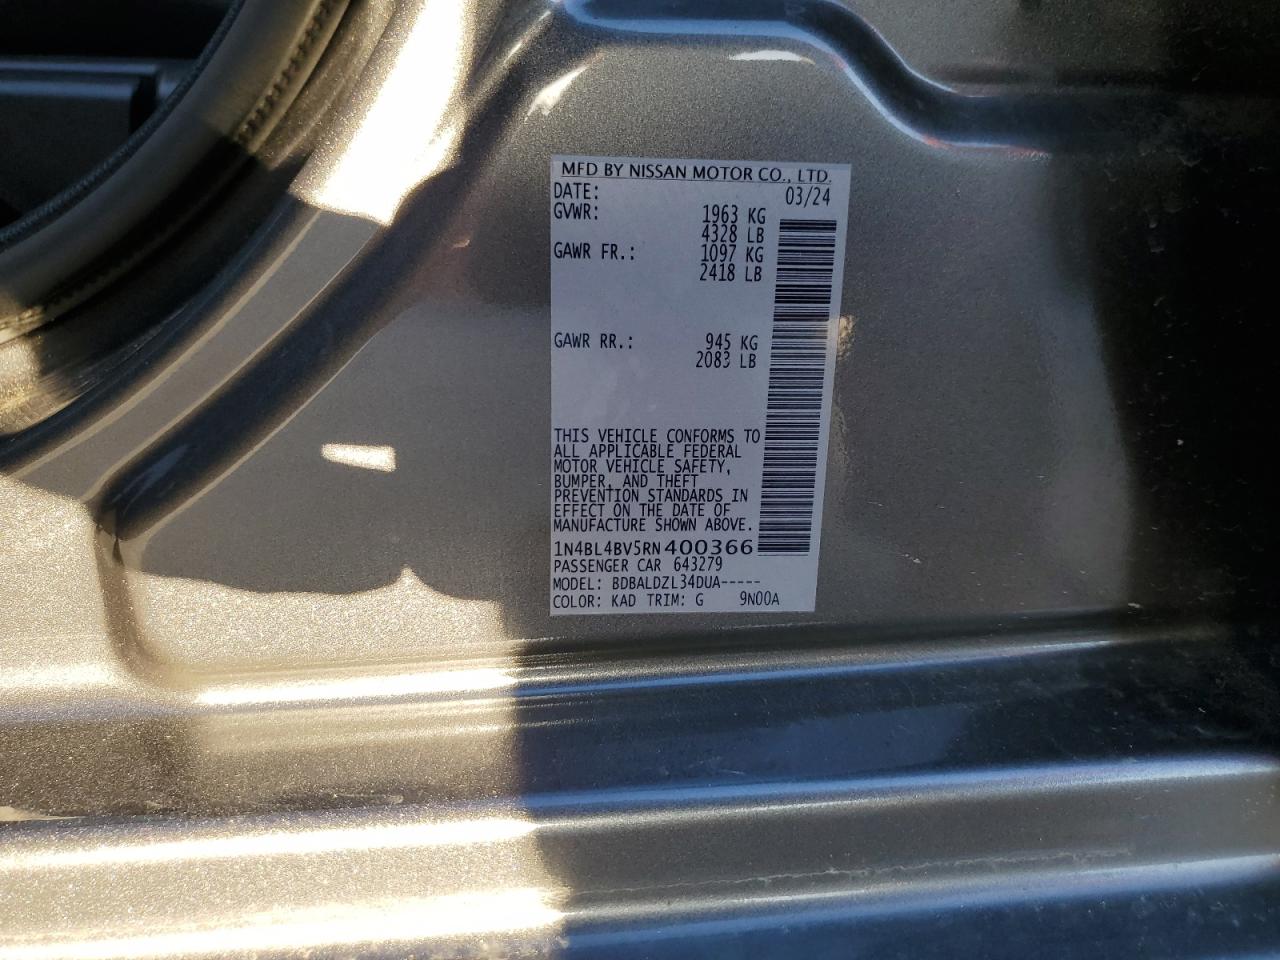 MFD BY NISSAN MOTOR CO., LTD.
DATE: 03/24
GVWR: 1963 KG
4328 LB
GAWR FR.: 1097 KG
2418 LB
GAWR RR.: 945 KG
2083 LB
THIS VEHICLE CONFORMS TO
ALL APPLICABLE FEDERAL
MOTOR VEHICLE SAFETY,
BUMPER, AND THEFT
PREVENTION STANDARDS IN
EFFECT ON THE DATE OF
MANUFACTURE SHOWN ABOVE.
1N4BL4BV5RN400366
PASSENGER CAR 643279
MODEL: BDBALDZL34DUA-----
COLOR: KAD TRIM: G 9N00A